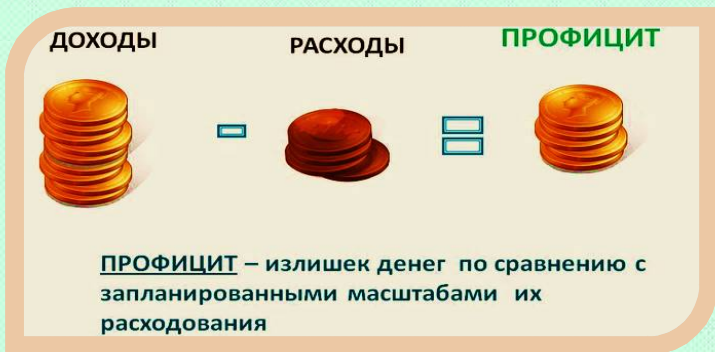 ДОХОДЫ
РАСХОДЫ
ПРОФИЦИТ
ПРОФИЦИТ – излишек денег по сравнению с
запланированными масштабами их
расходования